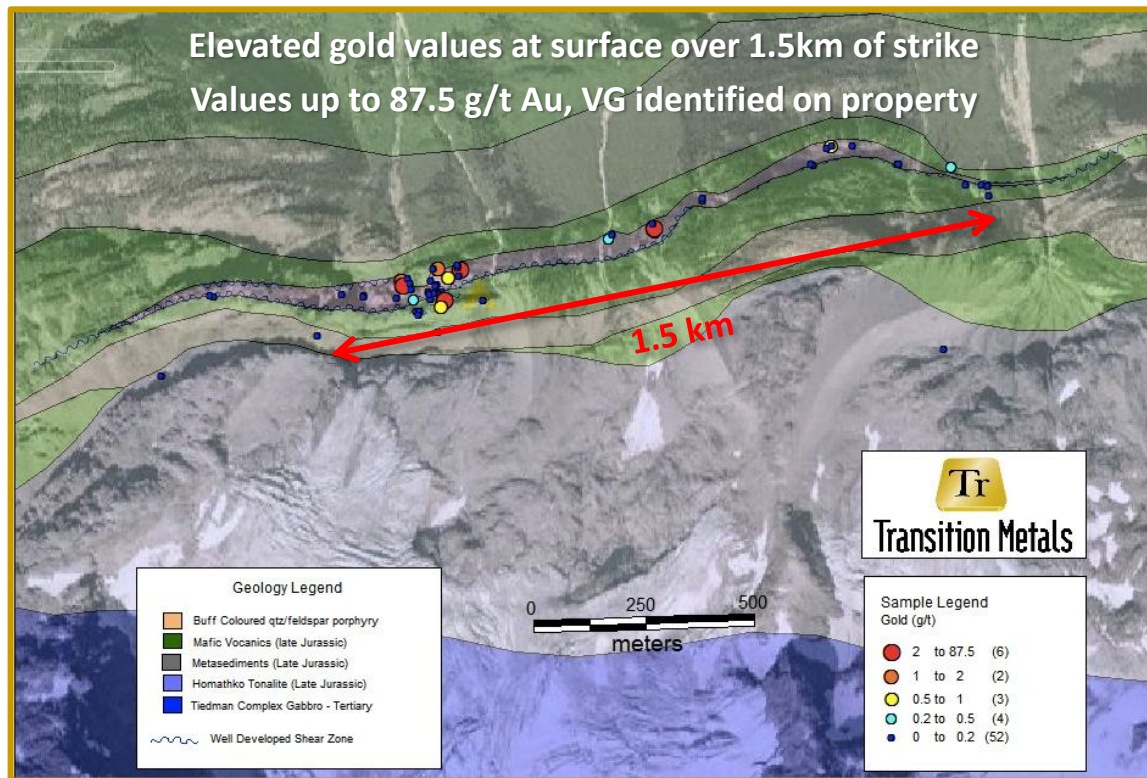 Elevated gold values at surface over 1.5km of strike
Values up to 87.5 g/t Au, VG identified on property
1.5 km
Tr
Transition Metals
Geology Legend
Buff Coloured qtz/feldspar porphyry
Mafic Vocanics (late Jurassic)
Metasediments (Late Jurassic)
Homathko Tonalite (Late Jurassic)
Tiedman Complex Gabbro - Tertiary
Well Developed Shear Zone
0 250 500
meters
Sample Legend
Gold (g/t)
2 to 87.5 (6)
1 to 2 (2)
0.5 to 1 (3)
0.2 to 0.5 (4)
0 to 0.2 (52)